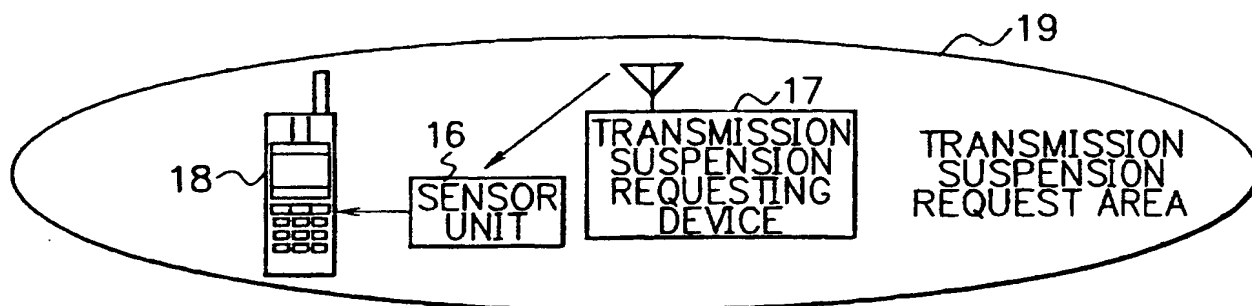 19
17
TRANSMISSION
SUSPENSION
REQUESTING
DEVICE
16
SENSOR
UNIT
18
TRANSMISSION
SUSPENSION
REQUEST AREA